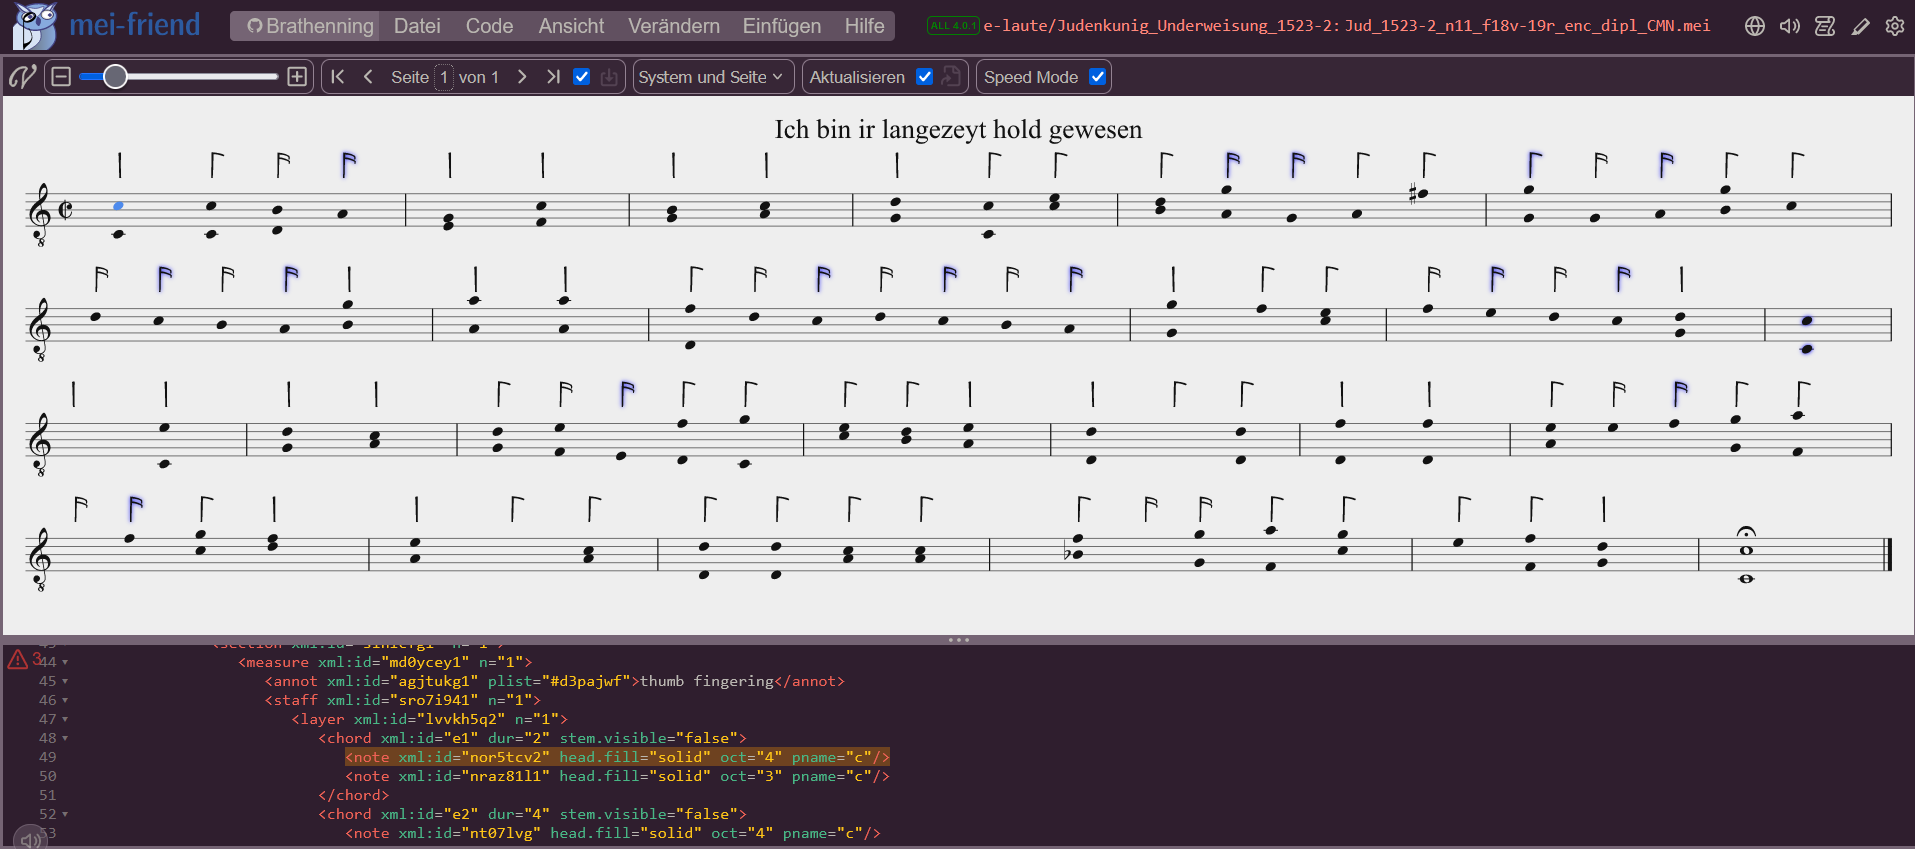 mei-friend Brathenning Datei Code Ansicht Verändern Einfügen Hilfe ALL 4.0.1 e-laute/Judenkunig_Underweisung_1523-2: Jud_1523-2_n11_f18v-19r_enc_dipl_CMN.mei
Seite 1 von 1 System und Seite Aktualisieren Speed Mode
Ich bin ir langezeyt hold gewesen
3
44 <measure xml:id="md0ycey1" n="1">
45 <annot xml:id="agjtukg1" plist="#d3pajwf">thumb fingering</annot>
46 <staff xml:id="sro7i941" n="1">
47 <layer xml:id="lvvkh5q2" n="1">
48 <chord xml:id="e1" dur="2" stem.visible="false">
49 <note xml:id="nor5tcv2" head.fill="solid" oct="4" pname="c"/>
50 <note xml:id="nraz81l1" head.fill="solid" oct="3" pname="c"/>
51 </chord>
52 <chord xml:id="e2" dur="4" stem.visible="false">
53 <note xml:id="nt07lvg" head.fill="solid" oct="4" pname="c"/>